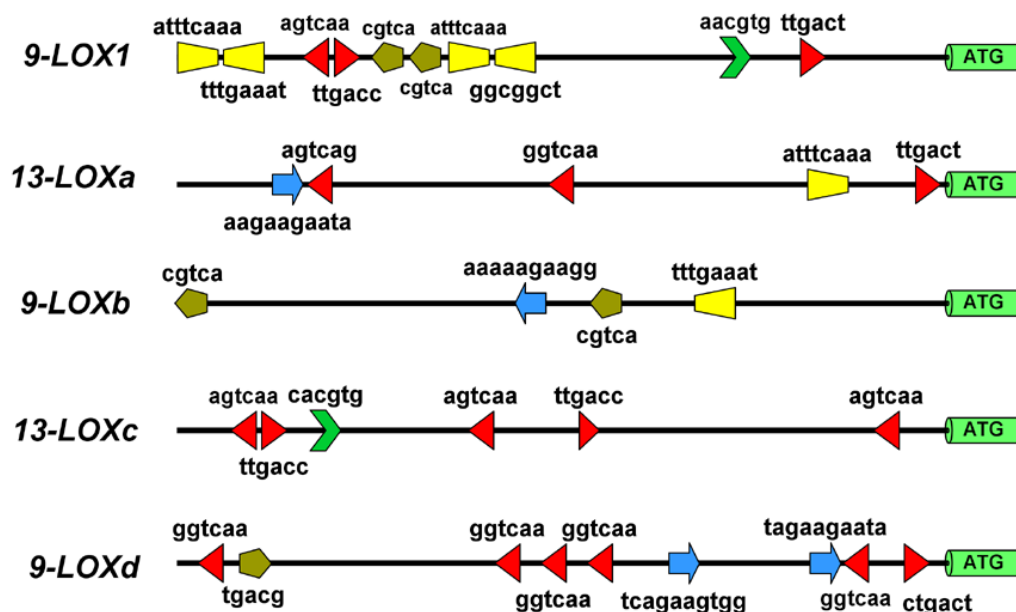 atttcaaa agtcaa cgtca atttcaaa aacgtg ttgact
9-LOX1 ATG
tttgaaat ttgacc cgtca ggcggct
agtcag ggtcaa atttcaaa ttgact
13-LOXa ATG
aagaagaata
cgtca aaaaagaagg tttgaaat
9-LOXb ATG
cgtca
agtcaa cacgtg agtcaa ttgacc agtcaa
13-LOXc ATG
ttgacc
ggtcaa ggtcaa ggtcaa tagaagaata
9-LOXd ATG
tgacg ggtcaa tcagaagtgg ggtcaa ctgact